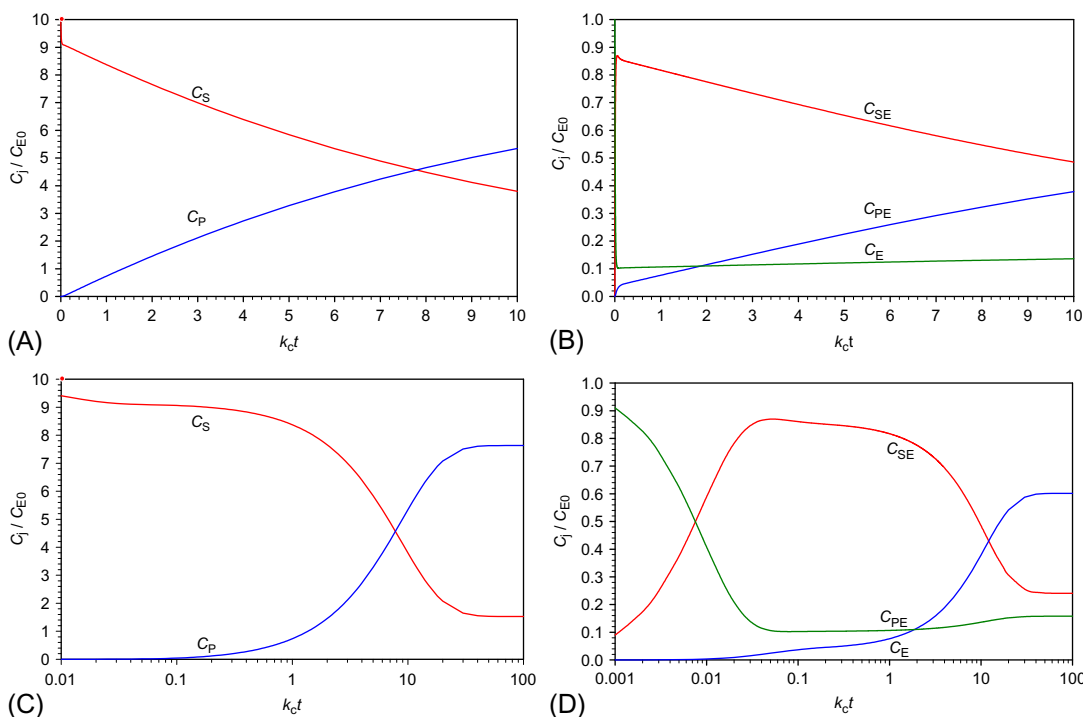 10
9
8
7
6
5
4
3
2
1
0
C_j / C_E0
C_S
C_P
0 1 2 3 4 5 6 7 8 9 10
k_c t
(A)
1.0
0.9
0.8
0.7
0.6
0.5
0.4
0.3
0.2
0.1
0.0
C_j / C_E0
C_SE
C_PE
C_E
0 1 2 3 4 5 6 7 8 9 10
k_c t
(B)
10
9
8
7
6
5
4
3
2
1
0
C_j / C_E0
C_S
C_P
0.01 0.1 1 10 100
k_c t
(C)
1.0
0.9
0.8
0.7
0.6
0.5
0.4
0.3
0.2
0.1
0.0
C_j / C_E0
C_SE
C_PE
C_E
0.001 0.01 0.1 1 10 100
k_c t
(D)